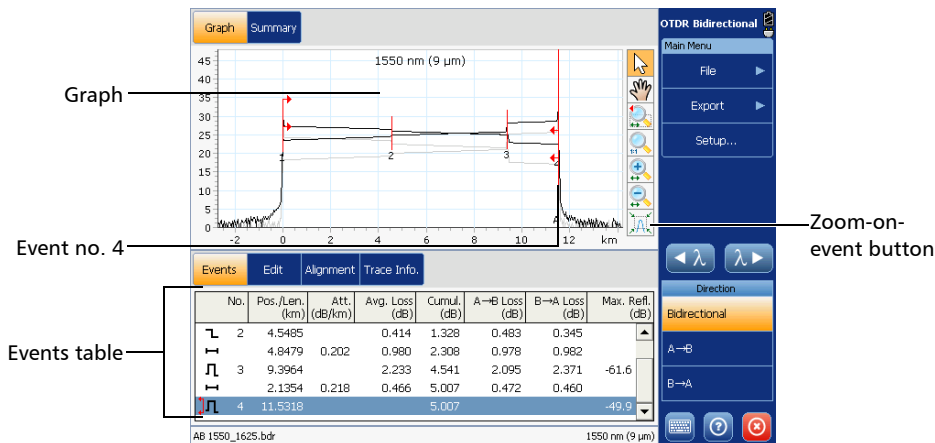 Graph Summary
OTDR Bidirectional
Main Menu
File
Export
Setup...
1550 nm (9 µm)
45
40
35
30
25
20
15
10
5
0
-2 0 2 4 6 8 10 12 km
1 2 3 4
A
1:1
Graph
Event no. 4
Zoom-on-
event button
Events table
Events Edit Alignment Trace Info.
No. Pos./Len. Att. Avg. Loss Cumul. A→B Loss B→A Loss Max. Refl.
(km) (dB/km) (dB) (dB) (dB) (dB) (dB)
2 4.5485 0.414 1.328 0.483 0.345
4.8479 0.202 0.980 2.308 0.978 0.982
3 9.3964 2.233 4.541 2.095 2.371 -61.6
2.1354 0.218 0.466 5.007 0.472 0.460
4 11.5318 5.007 -49.9
λ λ
Direction
Bidirectional
A→B
B→A
AB 1550_1625.bdr 1550 nm (9 µm)